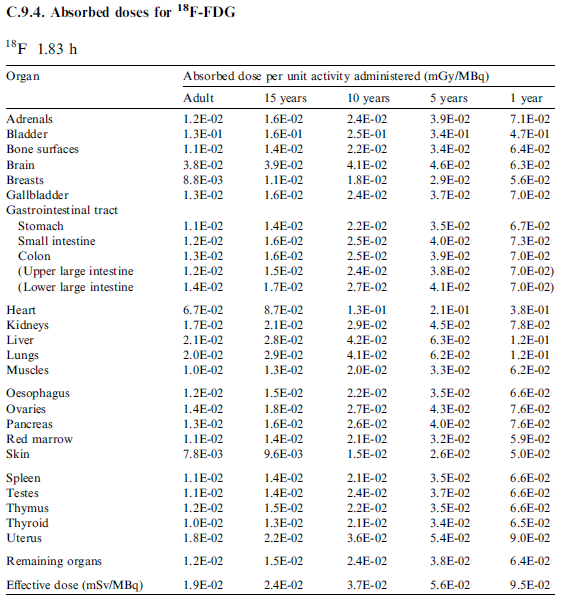 C.9.4. Absorbed doses for 18F-FDG
18F 1.83 h
Organ Absorbed dose per unit activity administered (mGy/MBq)
Adult 15 years 10 years 5 years 1 year
Adrenals 1.2E-02 1.6E-02 2.4E-02 3.9E-02 7.1E-02
Bladder 1.3E-01 1.6E-01 2.5E-01 3.4E-01 4.7E-01
Bone surfaces 1.1E-02 1.4E-02 2.2E-02 3.4E-02 6.4E-02
Brain 3.8E-02 3.9E-02 4.1E-02 4.6E-02 6.3E-02
Breasts 8.8E-03 1.1E-02 1.8E-02 2.9E-02 5.6E-02
Gallbladder 1.3E-02 1.6E-02 2.4E-02 3.7E-02 7.0E-02
Gastrointestinal tract
Stomach 1.1E-02 1.4E-02 2.2E-02 3.5E-02 6.7E-02
Small intestine 1.2E-02 1.6E-02 2.5E-02 4.0E-02 7.3E-02
Colon 1.3E-02 1.6E-02 2.5E-02 3.9E-02 7.0E-02
(Upper large intestine 1.2E-02 1.5E-02 2.4E-02 3.8E-02 7.0E-02)
(Lower large intestine 1.4E-02 1.7E-02 2.7E-02 4.1E-02 7.0E-02)
Heart 6.7E-02 8.7E-02 1.3E-01 2.1E-01 3.8E-01
Kidneys 1.7E-02 2.1E-02 2.9E-02 4.5E-02 7.8E-02
Liver 2.1E-02 2.8E-02 4.2E-02 6.3E-02 1.2E-01
Lungs 2.0E-02 2.9E-02 4.1E-02 6.2E-02 1.2E-01
Muscles 1.0E-02 1.3E-02 2.0E-02 3.3E-02 6.2E-02
Oesophagus 1.2E-02 1.5E-02 2.2E-02 3.5E-02 6.6E-02
Ovaries 1.4E-02 1.8E-02 2.7E-02 4.3E-02 7.6E-02
Pancreas 1.3E-02 1.6E-02 2.6E-02 4.0E-02 7.6E-02
Red marrow 1.1E-02 1.4E-02 2.1E-02 3.2E-02 5.9E-02
Skin 7.8E-03 9.6E-03 1.5E-02 2.6E-02 5.0E-02
Spleen 1.1E-02 1.4E-02 2.1E-02 3.5E-02 6.6E-02
Testes 1.1E-02 1.4E-02 2.4E-02 3.7E-02 6.6E-02
Thymus 1.2E-02 1.5E-02 2.2E-02 3.5E-02 6.6E-02
Thyroid 1.0E-02 1.3E-02 2.1E-02 3.4E-02 6.5E-02
Uterus 1.8E-02 2.2E-02 3.6E-02 5.4E-02 9.0E-02
Remaining organs 1.2E-02 1.5E-02 2.4E-02 3.8E-02 6.4E-02
Effective dose (mSv/MBq) 1.9E-02 2.4E-02 3.7E-02 5.6E-02 9.5E-02